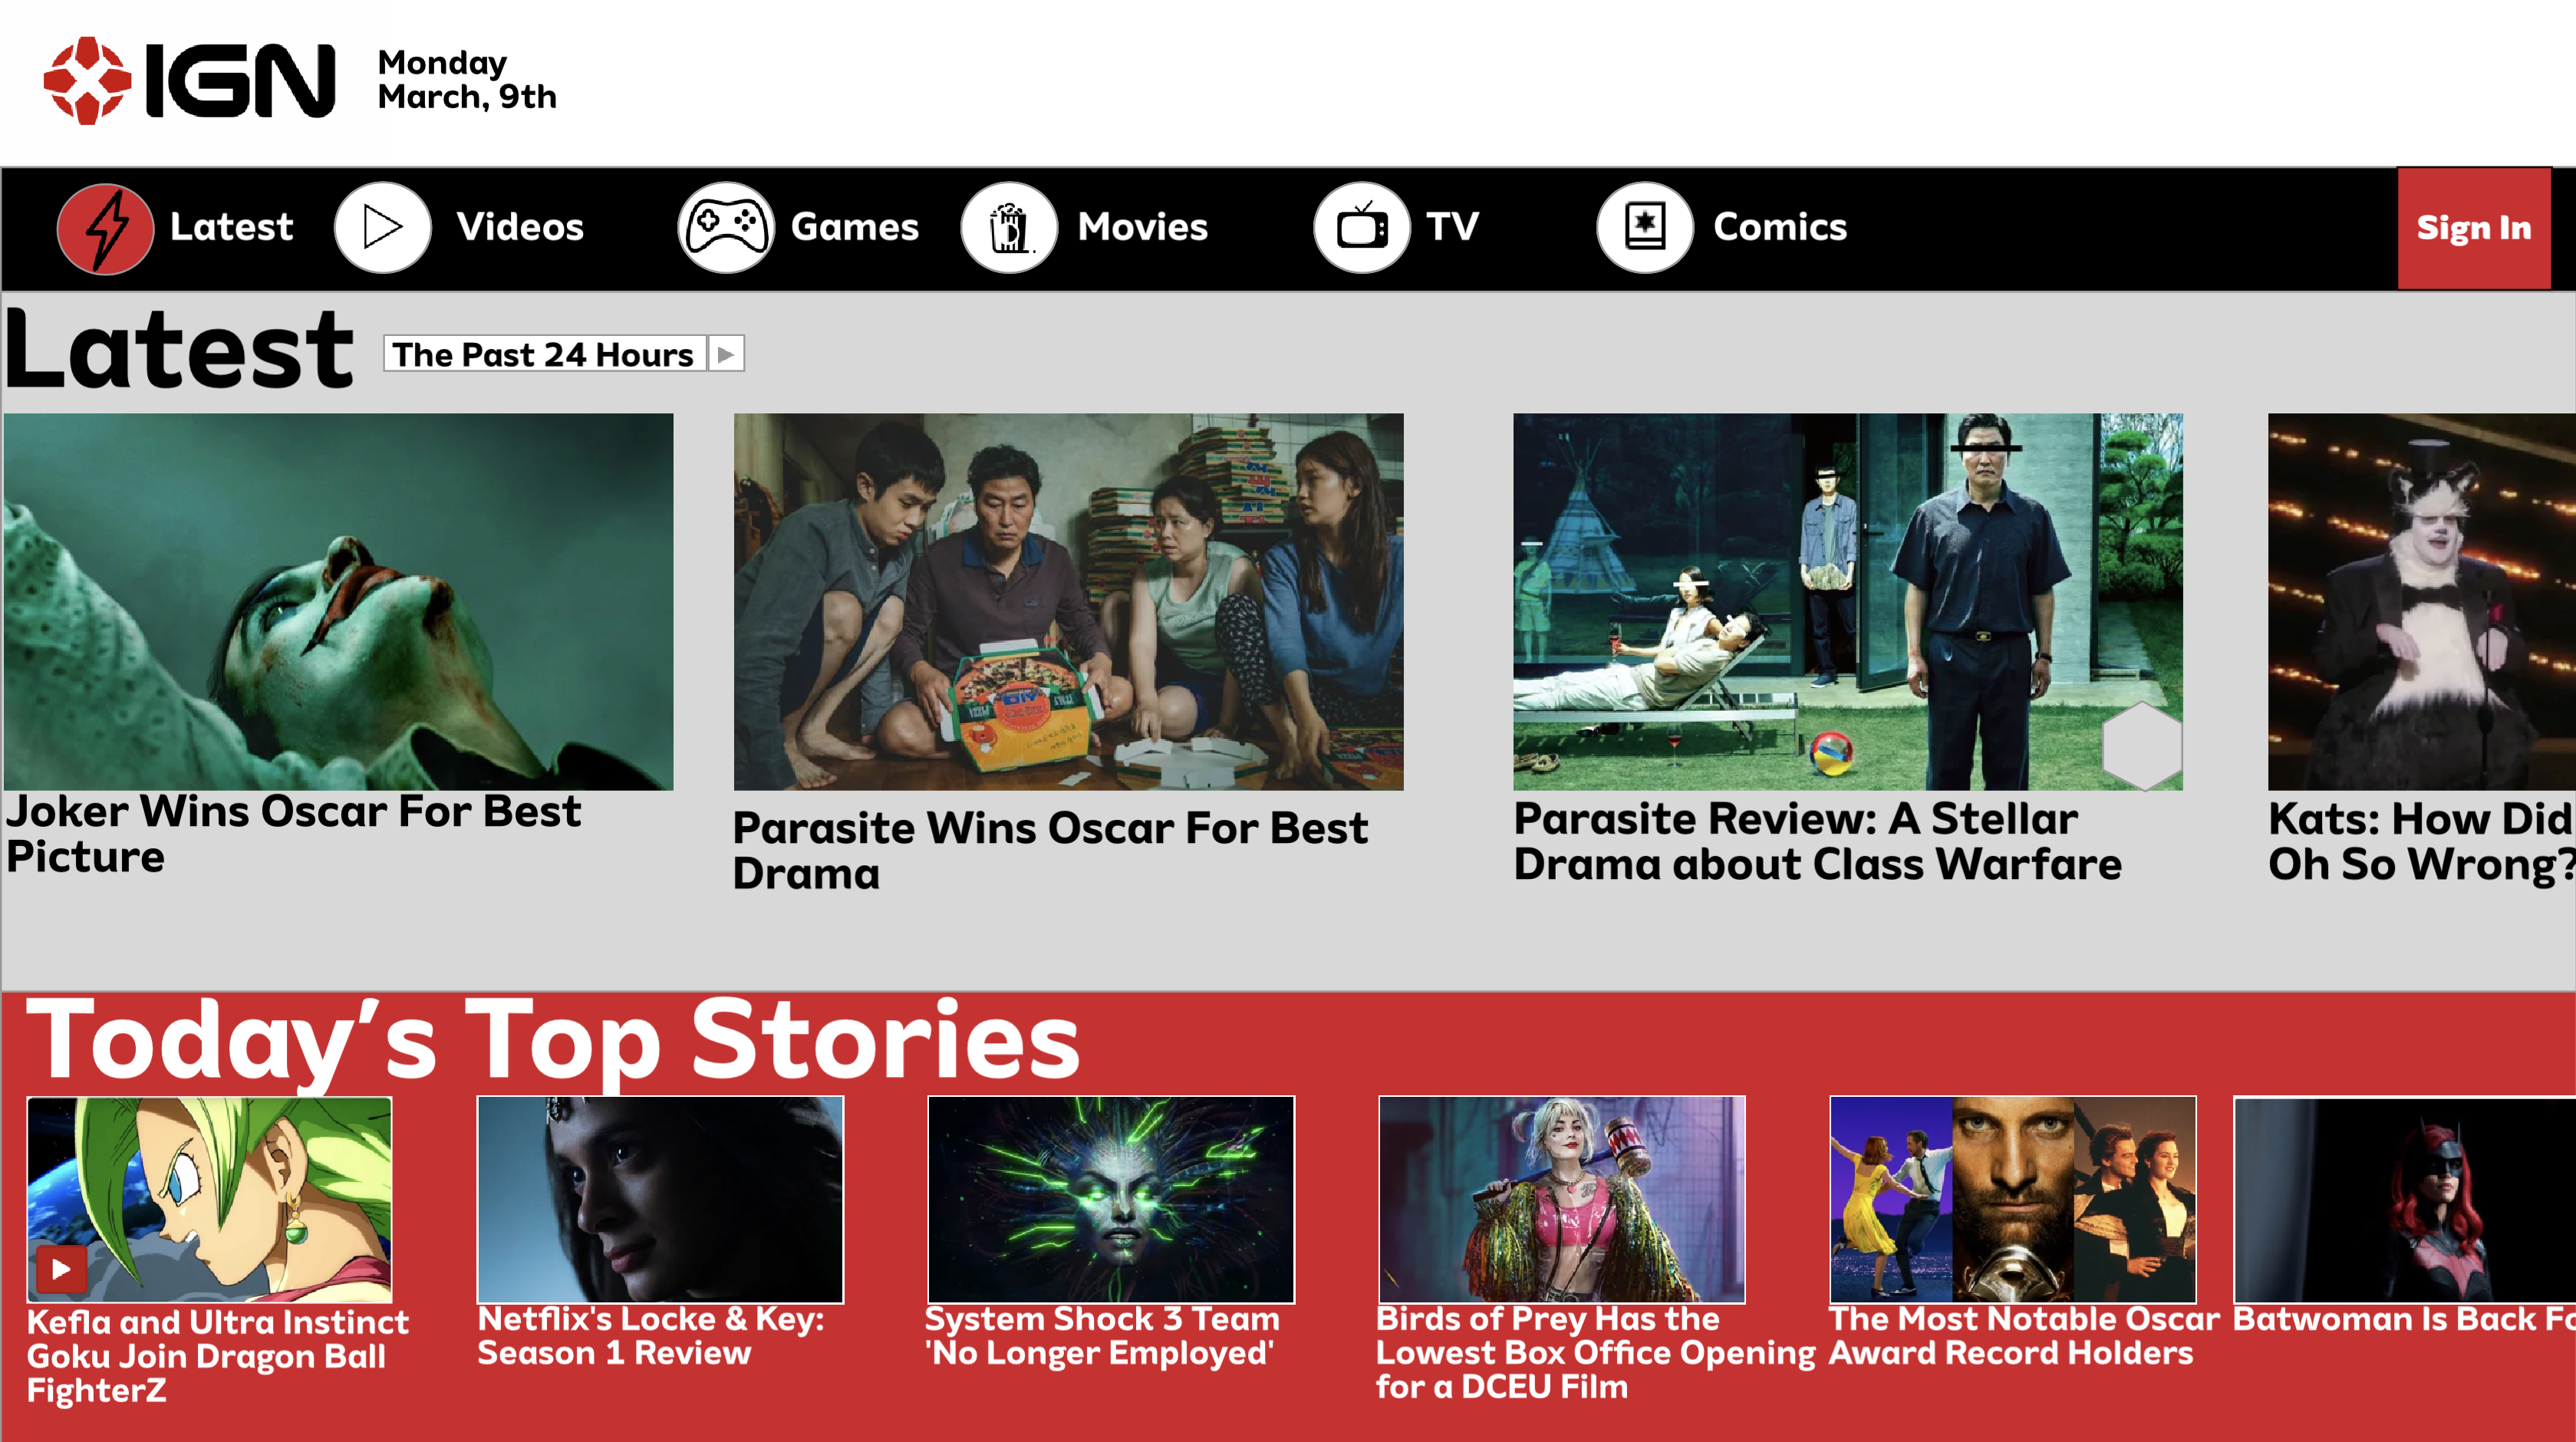 IGN
Monday
March, 9th
Latest
Videos
Games
Movies
TV
Comics
Sign In
Latest
The Past 24 Hours
Joker Wins Oscar For Best
Picture
Parasite Wins Oscar For Best
Drama
Parasite Review: A Stellar
Drama about Class Warfare
Kats: How Did
Oh So Wrong?
Today's Top Stories
Kefla and Ultra Instinct
Goku Join Dragon Ball
FighterZ
Netflix's Locke & Key:
Season 1 Review
System Shock 3 Team
'No Longer Employed'
Birds of Prey Has the
Lowest Box Office Opening
for a DCEU Film
The Most Notable Oscar
Award Record Holders
Batwoman Is Back